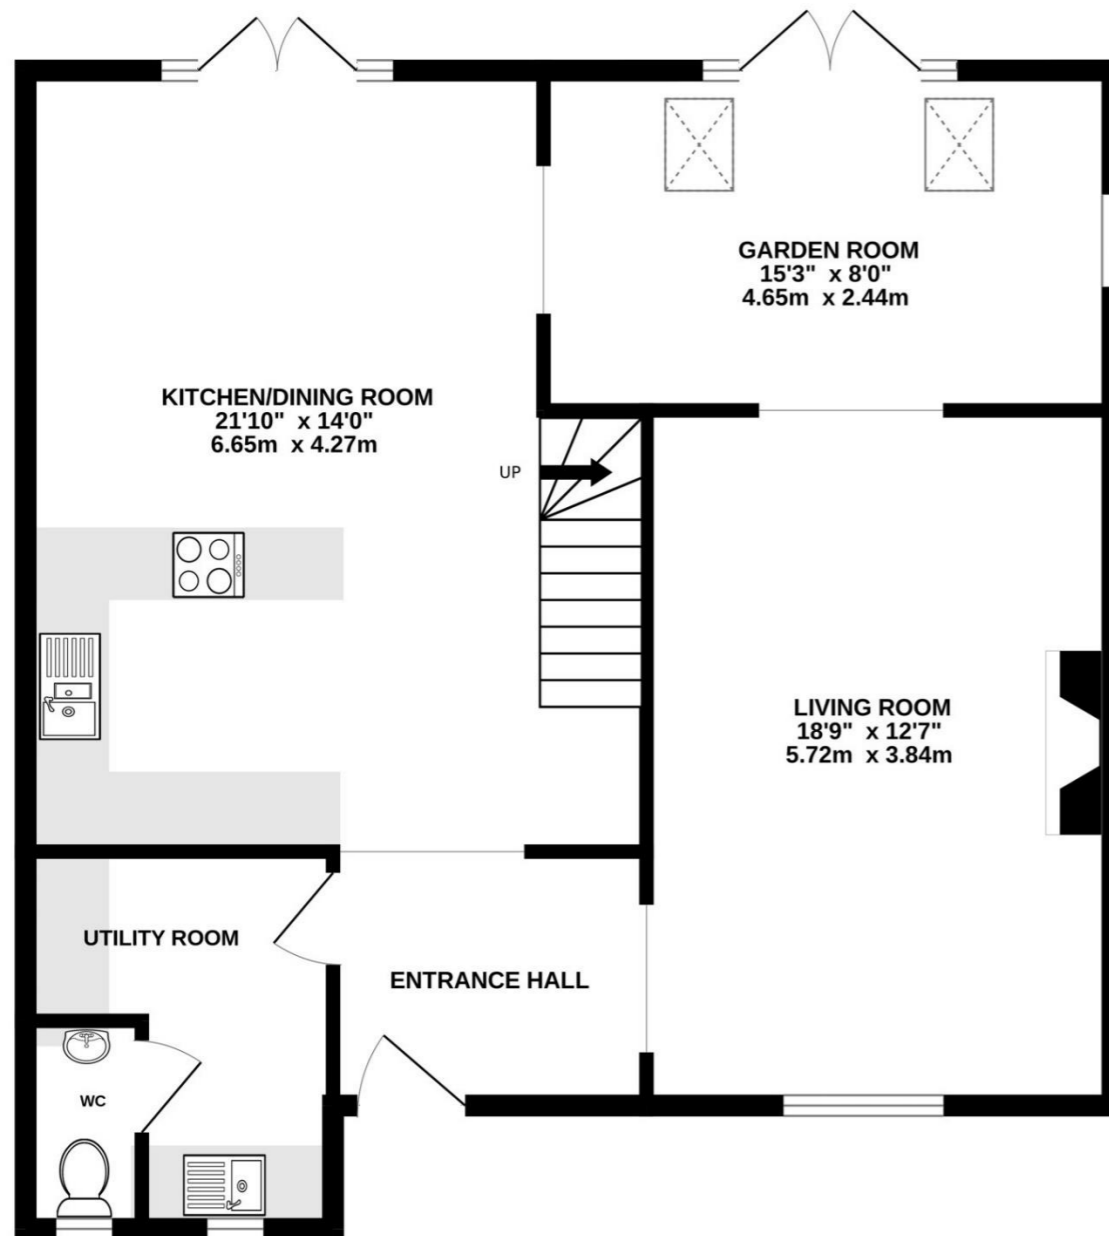 GARDEN ROOM
15'3" x 8'0"
4.65m x 2.44m
KITCHEN/DINING ROOM
21'10" x 14'0"
6.65m x 4.27m
UP
LIVING ROOM
18'9" x 12'7"
5.72m x 3.84m
UTILITY ROOM
ENTRANCE HALL
WC